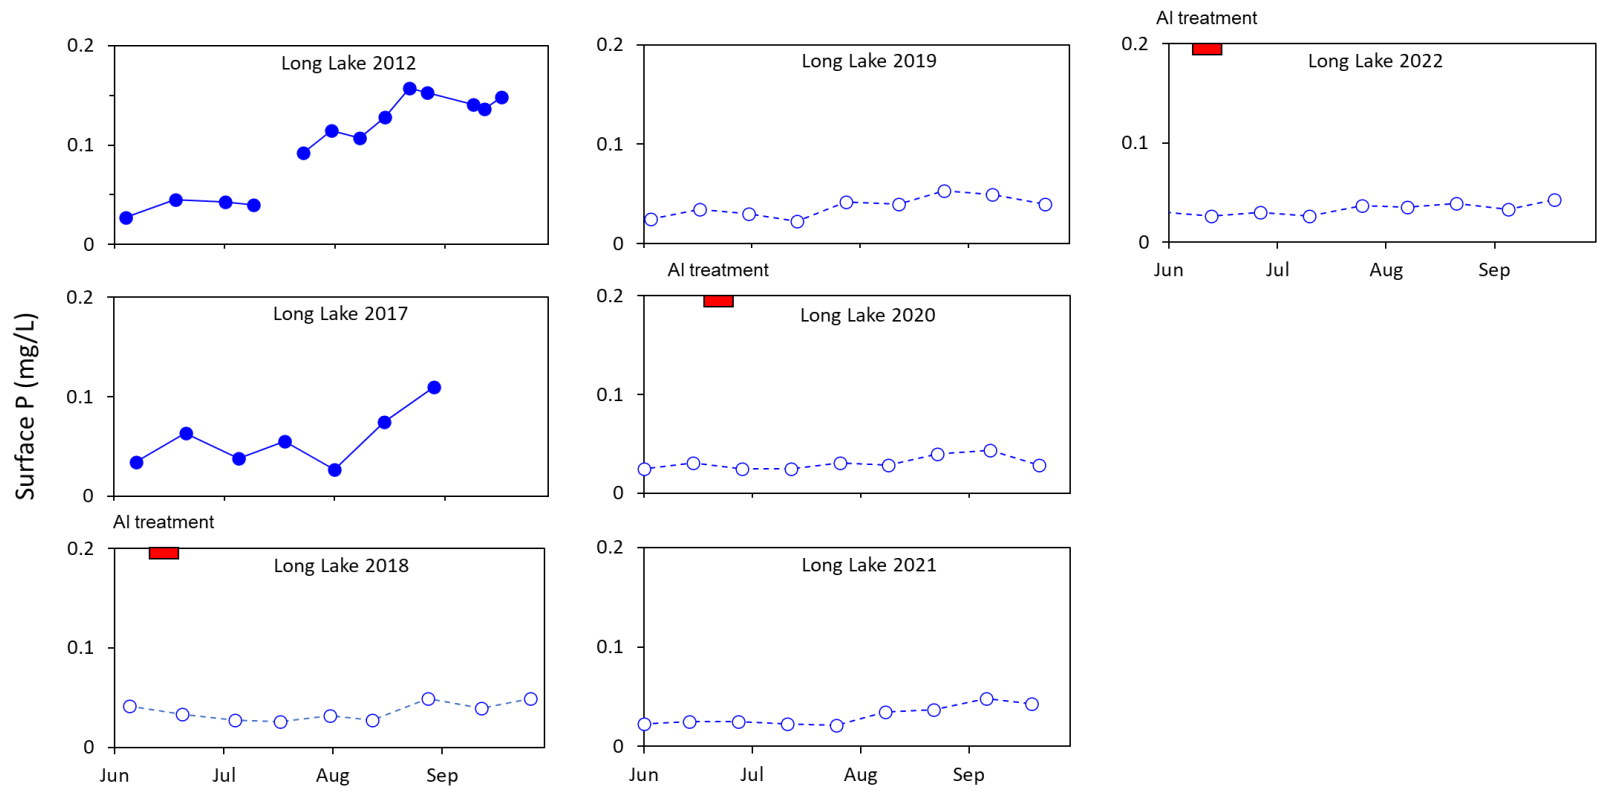 Al treatment
0.2
Long Lake 2012
0.1
0
0.2
Long Lake 2019
0.1
0
0.2
Long Lake 2022
0.1
0
Jun Jul Aug Sep
Surface P (mg/L)
0.2
Long Lake 2017
0.1
0
Al treatment
0.2
Long Lake 2020
0.1
0
Al treatment
0.2
Long Lake 2018
0.1
0
Jun Jul Aug Sep
0.2
Long Lake 2021
0.1
0
Jun Jul Aug Sep